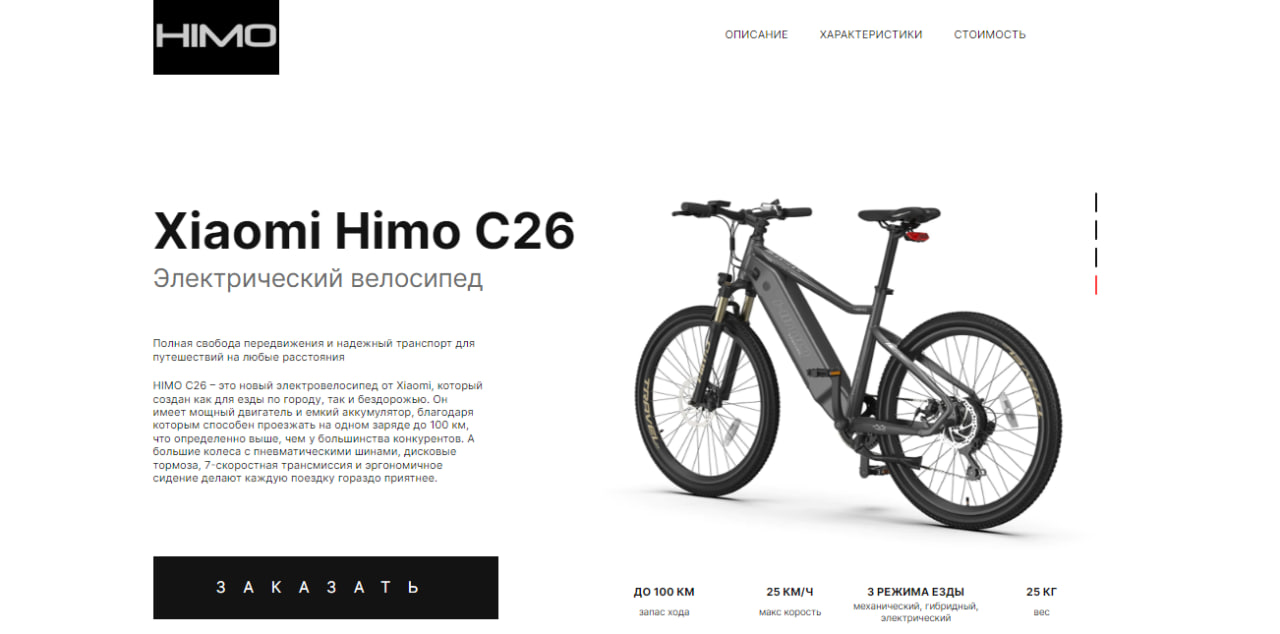 HIMO
ОПИСАНИЕ ХАРАКТЕРИСТИКИ СТОИМОСТЬ
Xiaomi Himo C26
Электрический велосипед
Полная свобода передвижения и надежный транспорт для
путешествий на любые расстояния
HIMO C26 – это новый электровелосипед от Xiaomi, который
создан как для езды по городу, так и бездорожью. Он
имеет мощный двигатель и емкий аккумулятор, благодаря
которым способен проезжать на одном заряде до 100 км,
что определенно выше, чем у большинства конкурентов. А
большие колеса с пневматическими шинами, дисковые
тормоза, 7-скоростная трансмиссия и эргономичное
сидение делают каждую поездку гораздо приятнее.
ЗАКАЗАТЬ
ДО 100 КМ
запас хода
25 КМ/Ч
макс корость
3 РЕЖИМА ЕЗДЫ
механический, гибридный,
электрический
25 КГ
вес
HIMO
TRAVEL